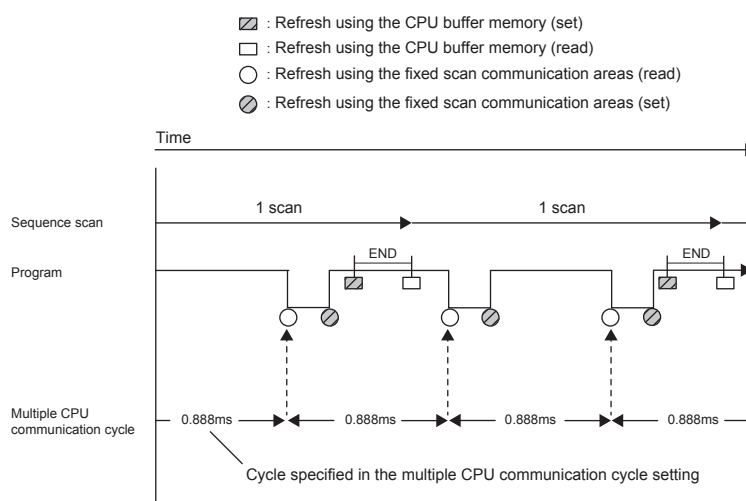 : Refresh using the CPU buffer memory (set)
: Refresh using the CPU buffer memory (read)
: Refresh using the fixed scan communication areas (read)
: Refresh using the fixed scan communication areas (set)
Time
Sequence scan
1 scan
1 scan
Program
END
END
Multiple CPU
communication cycle
0.888ms
0.888ms
0.888ms
0.888ms
Cycle specified in the multiple CPU communication cycle setting